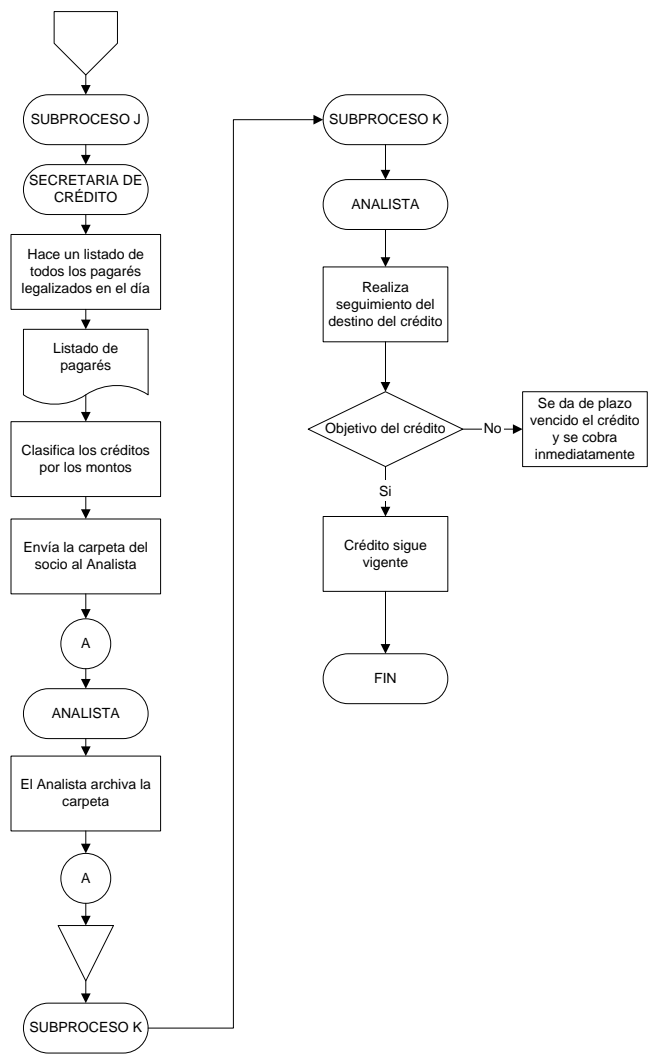 SUBPROCESO J
SECRETARIA DE
CRÉDITO
Hace un listado de
todos los pagarés
legalizados en el día
Listado de
pagarés
Clasifica los créditos
por los montos
Envía la carpeta del
socio al Analista
A
ANALISTA
El Analista archiva la
carpeta
A
SUBPROCESO K
SUBPROCESO K
ANALISTA
Realiza
seguimiento del
destino del crédito
Objetivo del crédito
No
Se da de plazo
vencido el crédito
y se cobra
inmediatamente
Si
Crédito sigue
vigente
FIN